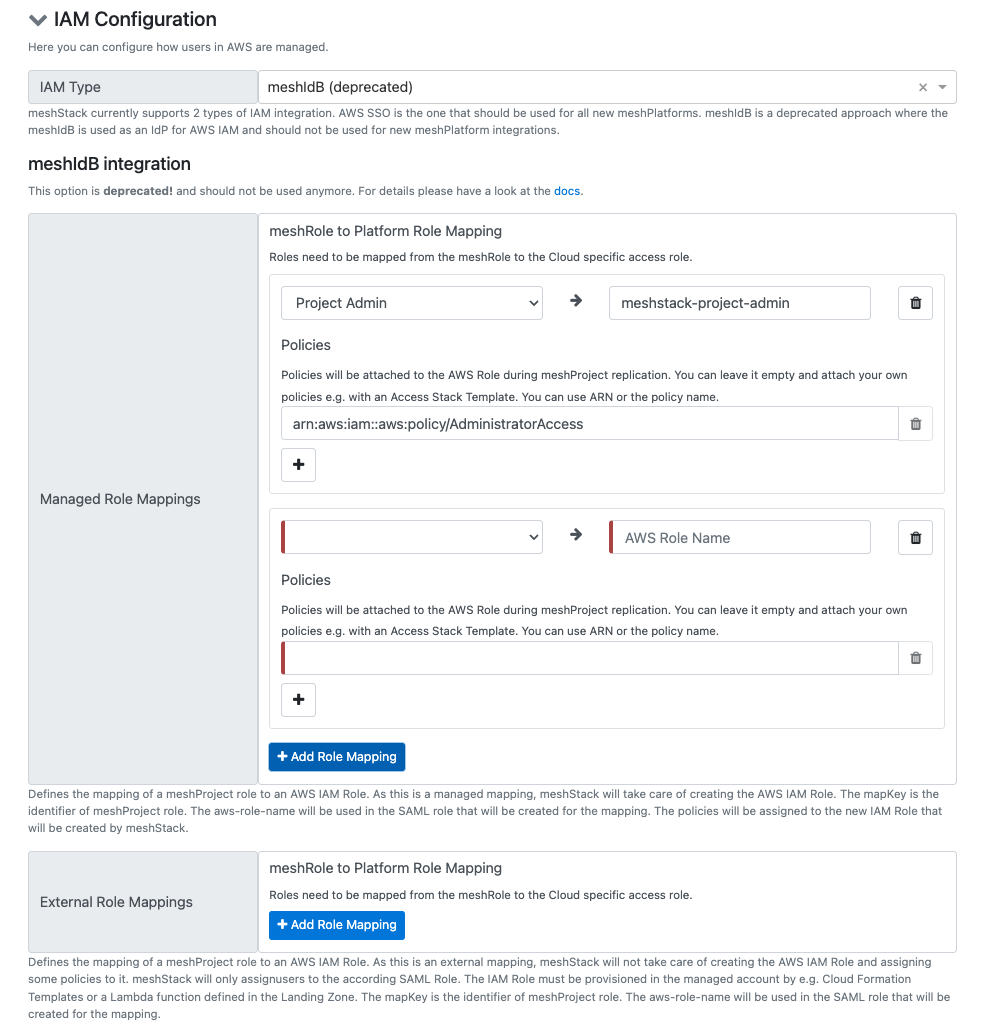 IAM Configuration
Here you can configure how users in AWS are managed.
IAM Type
meshIdB (deprecated)
meshStack currently supports 2 types of IAM integration. AWS SSO is the one that should be used for all new meshPlatforms. meshIdB is a deprecated approach where the
meshIdB is used as an IdP for AWS IAM and should not be used for new meshPlatform integrations.
meshIdB integration
This option is deprecated! and should not be used anymore. For details please have a look at the docs.
Managed Role Mappings
meshRole to Platform Role Mapping
Roles need to be mapped from the meshRole to the Cloud specific access role.
Project Admin
meshstack-project-admin
Policies
Policies will be attached to the AWS Role during meshProject replication. You can leave it empty and attach your own
policies e.g. with an Access Stack Template. You can use ARN or the policy name.
arn:aws:iam::aws:policy/AdministratorAccess
AWS Role Name
Policies
Policies will be attached to the AWS Role during meshProject replication. You can leave it empty and attach your own
policies e.g. with an Access Stack Template. You can use ARN or the policy name.
Add Role Mapping
Defines the mapping of a meshProject role to an AWS IAM Role. As this is a managed mapping, meshStack will take care of creating the AWS IAM Role. The mapKey is the
identifier of meshProject role. The aws-role-name will be used in the SAML role that will be created for the mapping. The policies will be assigned to the new IAM Role that
will be created by meshStack.
External Role Mappings
meshRole to Platform Role Mapping
Roles need to be mapped from the meshRole to the Cloud specific access role.
Add Role Mapping
Defines the mapping of a meshProject role to an AWS IAM Role. As this is an external mapping, meshStack will not take care of creating the AWS IAM Role and assigning
some policies to it. meshStack will only assignusers to the according SAML Role. The IAM Role must be provisioned in the managed account by e.g. Cloud Formation
Templates or a Lambda function defined in the Landing Zone. The mapKey is the identifier of meshProject role. The aws-role-name will be used in the SAML role that will be
created for the mapping.